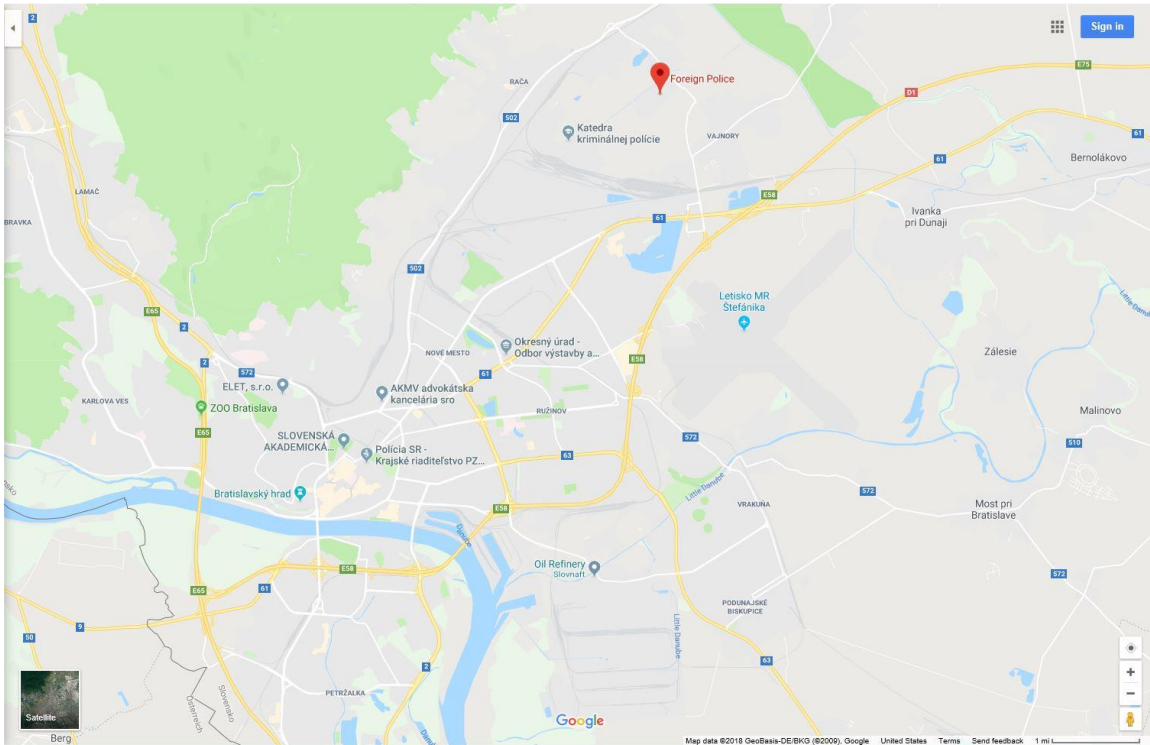 2
Sign in
E75
RAČA
Foreign Police
D1
502
VAJNORY
61
Katedra
kriminálnej polície
61
Bernolákovo
LAMAČ
E58
Ivanka
pri Dunaji
61
BRAVKA
502
Little Danube
Letisko MR
Štefánika
E65
2
Okresný úrad -
Odbor výstavby a...
NOVÉ MESTO
Zálesie
E58
572
61
ELET, s.r.o.
AKMV advokátska
kancelária sro
KARLOVA VES
ZOO Bratislava
RUŽINOV
Malinovo
E65
SLOVENSKÁ
AKADEMICKÁ...
572
510
Polícia SR -
Krajské riaditeľstvo PZ...
63
Little Danube
572
Bratislavský hrad
VRAKUŇA
Most pri
Bratislave
E58
Danube
Oil Refinery
Slovnaft
E58
572
E65
61
PODUNAJSKÉ
BISKUPICE
9
50
Little Danube
63
2
PETRŽALKA
Slovensko
Österreich
Satellite
Google
Berg
Map data ©2018 GeoBasis-DE/BKG (©2009), Google United States Terms Send feedback 1 mi